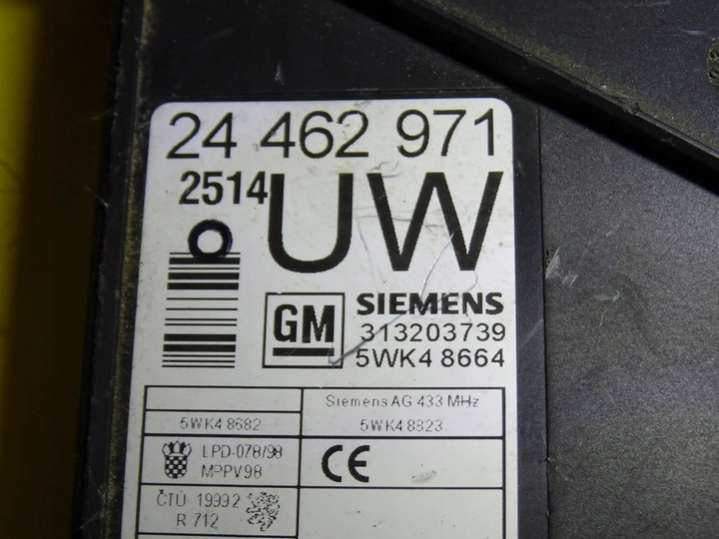 24 462 971
2514 UW
GM SIEMENS
313203739
5WK4 8664
Siemens AG 433 MHz
5WK4 8682 5WK4 8823
LPD-078/98
MPPV98
CE
ČTÚ 1999 2
R 712